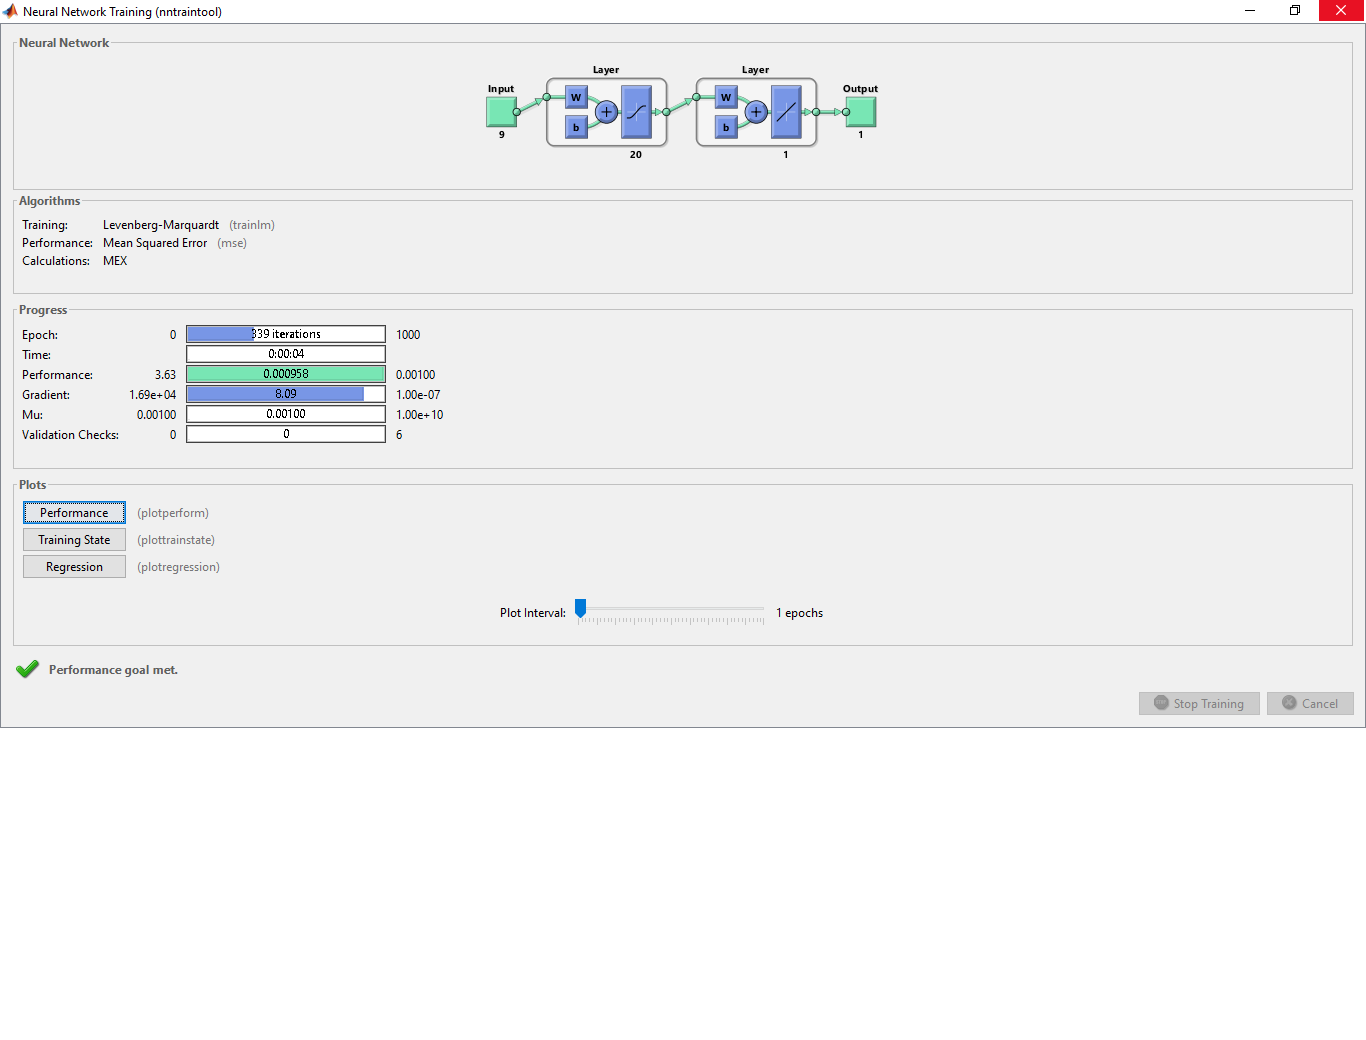 Neural Network Training (nntraintool)
Neural Network
Layer Layer
Input Output
W W
b b
9 1
20 1
Algorithms
Training: Levenberg-Marquardt (trainlm)
Performance: Mean Squared Error (mse)
Calculations: MEX
Progress
Epoch: 0 339 iterations 1000
Time: 0:00:04
Performance: 3.63 0.000958 0.00100
Gradient: 1.69e+04 8.09 1.00e-07
Mu: 0.00100 0.00100 1.00e+10
Validation Checks: 0 0 6
Plots
Performance (plotperform)
Training State (plottrainstate)
Regression (plotregression)
Plot Interval: 1 epochs
Performance goal met.
Stop Training Cancel